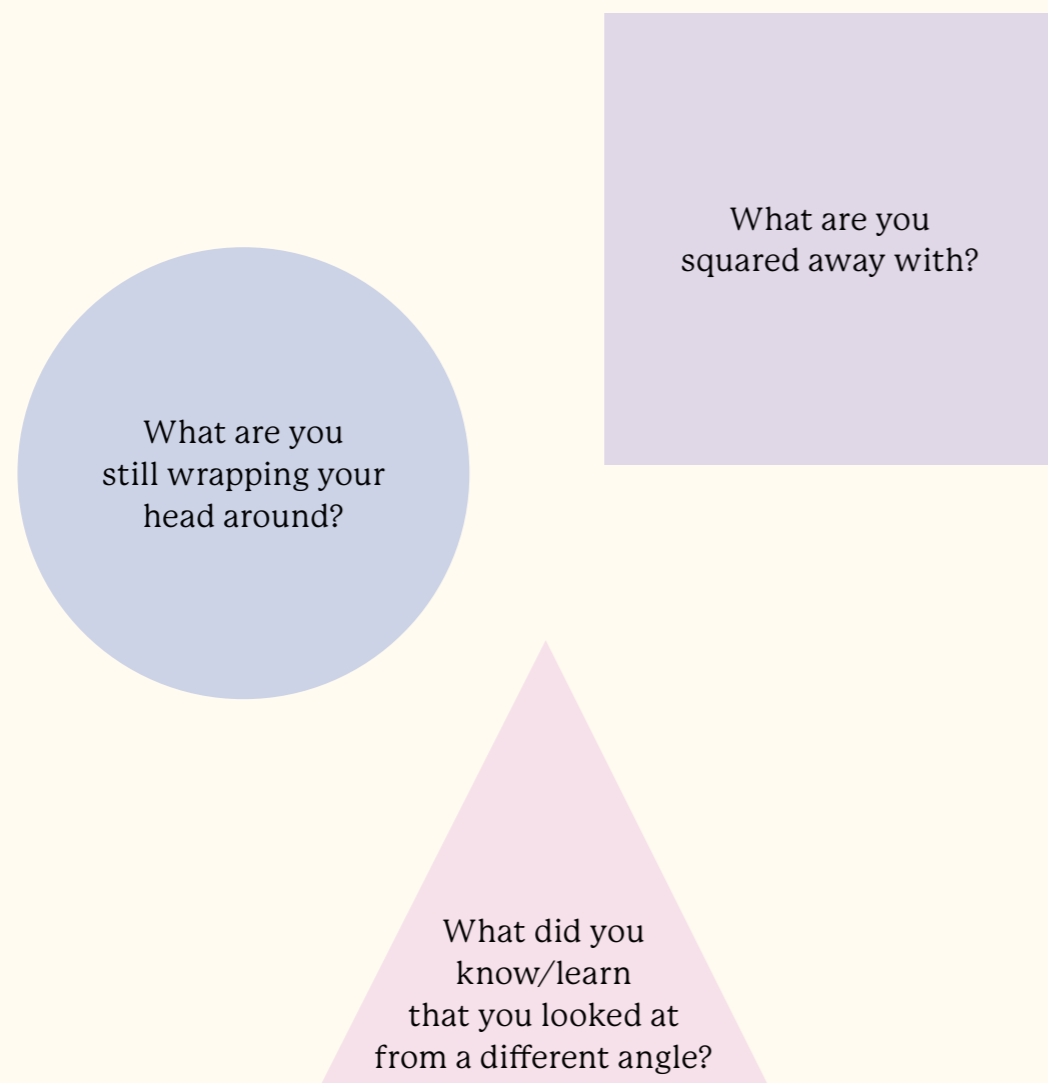 What are you
squared away with?
What are you
still wrapping your
head around?
What did you
know/learn
that you looked at
from a different angle?